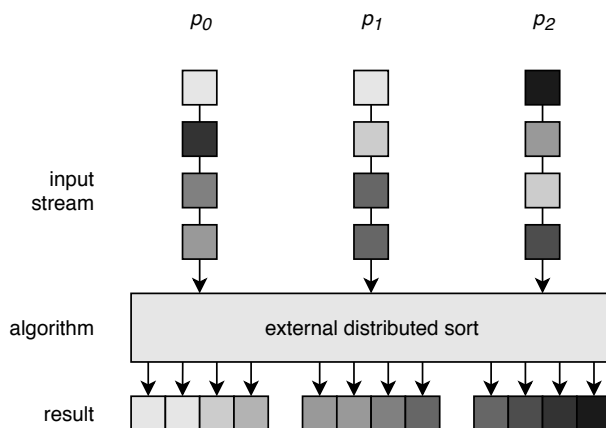 p0 p1 p2
input
stream
algorithm
external distributed sort
result